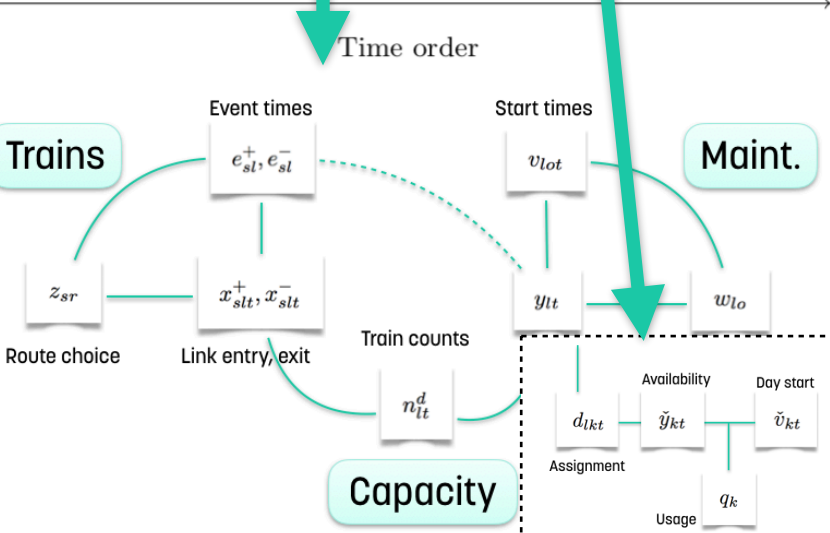 Time order
Event times
Start times
Trains
e⁺ₛₗ, e⁻ₛₗ
vₗₒₜ
Maint.
zₛᵣ
x⁺ₛₗₜ, x⁻ₛₗₜ
yₗₜ
wₗₒ
Route choice
Link entry, exit
Train counts
nᵈₗₜ
Availability
Day start
dₗₖₜ
y̌ₖₜ
v̌ₖₜ
Assignment
Capacity
qₖ
Usage